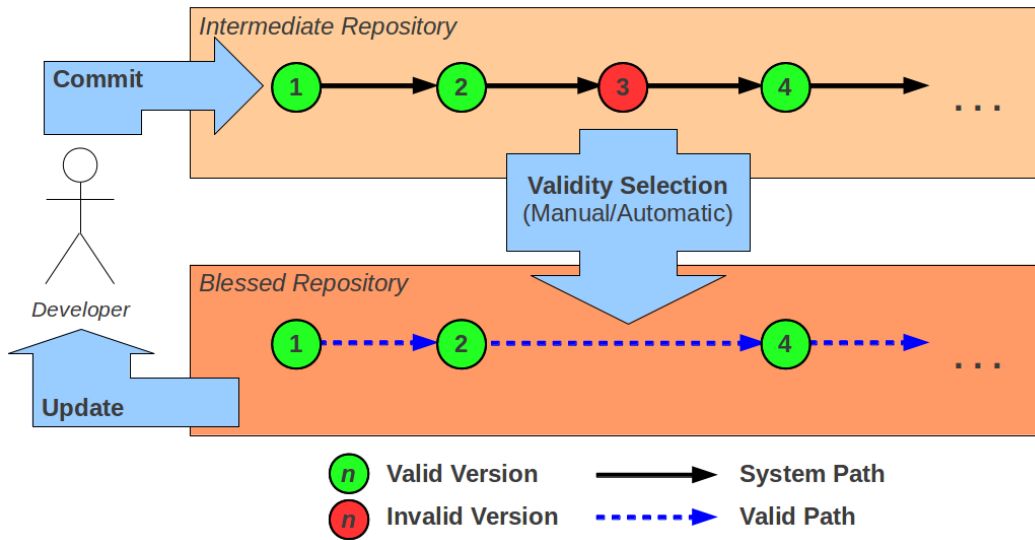 Intermediate Repository
Commit
1 2 3 4 ...
Validity Selection
(Manual/Automatic)
Blessed Repository
Developer
1 2 4 ...
Update
n Valid Version System Path
n Invalid Version Valid Path